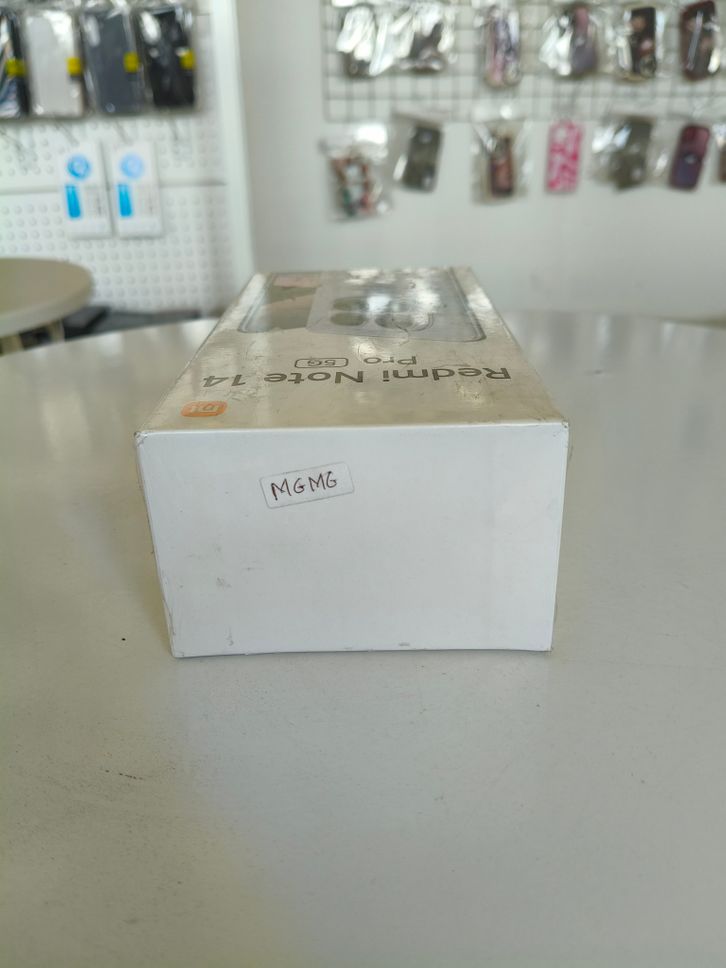 Redmi Note 14
Pro 5G
MGMG